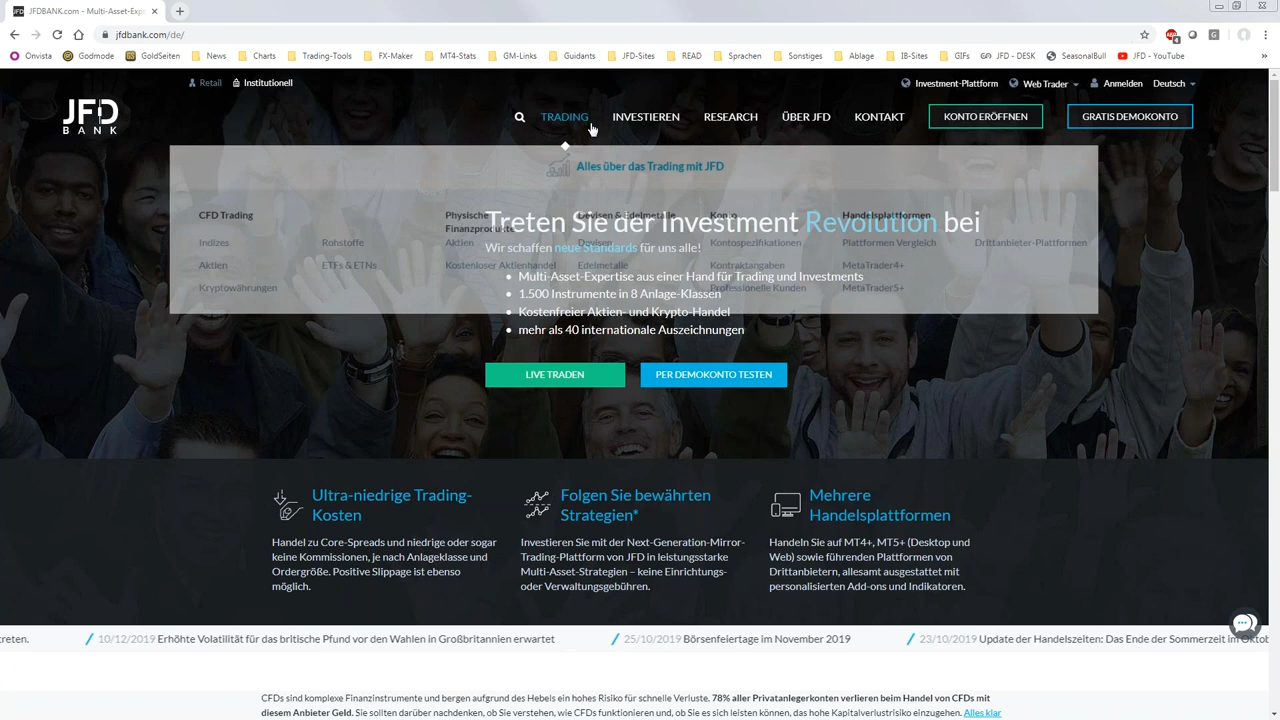 JFD
JFDBANK.com - Multi-Asset-Exp
jfdbank.com/de/
Onvista Godmode GoldSeiten News Charts Trading-Tools FX-Maker MT4-Stats GM-Links Guidants JFD-Sites READ Sprachen Sonstiges Ablage IB-Sites GIFs JFD - DESK SeasonalBull JFD - YouTube
Retail Institutionell
Investment-Plattform Web Trader Anmelden Deutsch
JFD
BANK
TRADING INVESTIEREN RESEARCH ÜBER JFD KONTAKT KONTO ERÖFFNEN GRATIS DEMOKONTO
Alles über das Trading mit JFD
CFD Trading
Indizes
Aktien
Kryptowährungen
Rohstoffe
ETFs & ETNs
Physische
Finanzprodukte
Aktien
Kostenloser Aktienhandel
Devisen & Edelmetalle
Devisen
Edelmetalle
Konto
Kontospezifikationen
Kontraktangaben
Professionelle Kunden
Handelsplattformen
Plattformen Vergleich
MetaTrader4+
MetaTrader5+
Drittanbieter-Plattformen
Treten Sie der Investment Revolution bei
Wir schaffen neue Standards für uns alle!
Multi-Asset-Expertise aus einer Hand für Trading und Investments
1.500 Instrumente in 8 Anlage-Klassen
Kostenfreier Aktien- und Krypto-Handel
mehr als 40 internationale Auszeichnungen
LIVE TRADEN PER DEMOKONTO TESTEN
Ultra-niedrige Trading-
Kosten
Handel zu Core-Spreads und niedrige oder sogar
keine Kommissionen, je nach Anlageklasse und
Ordergröße. Positive Slippage ist ebenso
möglich.
Folgen Sie bewährten
Strategien*
Investieren Sie mit der Next-Generation-Mirror-
Trading-Plattform von JFD in leistungsstarke
Multi-Asset-Strategien – keine Einrichtungs-
oder Verwaltungsgebühren.
Mehrere
Handelsplattformen
Handeln Sie auf MT4+, MT5+ (Desktop und
Web) sowie führenden Plattformen von
Drittanbietern, allesamt ausgestattet mit
personalisierten Add-ons und Indikatoren.
treten. 10/12/2019 Erhöhte Volatilität für das britische Pfund vor den Wahlen in Großbritannien erwartet 25/10/2019 Börsenfeiertage im November 2019 23/10/2019 Update der Handelszeiten: Das Ende der Sommerzeit im Oktob
CFDs sind komplexe Finanzinstrumente und bergen aufgrund des Hebels ein hohes Risiko für schnelle Verluste. 78% aller Privatanlegerkonten verlieren beim Handel von CFDs mit
diesem Anbieter Geld. Sie sollten darüber nachdenken, ob Sie verstehen, wie CFDs funktionieren und, ob Sie es sich leisten können, das hohe Kapitalverlustrisiko einzugehen. Alles klar